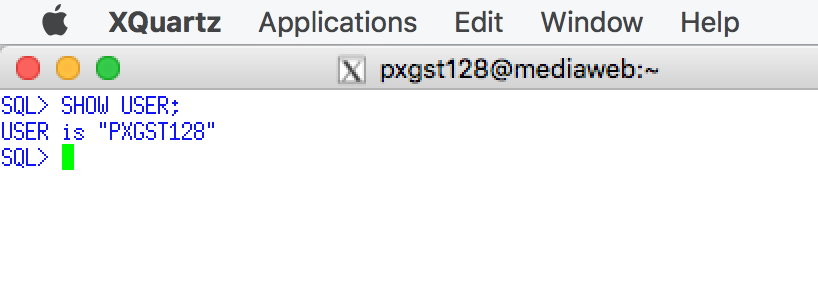 XQuartz Applications Edit Window Help
X pxgst128@mediaweb:~
SQL> SHOW USER;
USER is "PXGST128"
SQL>